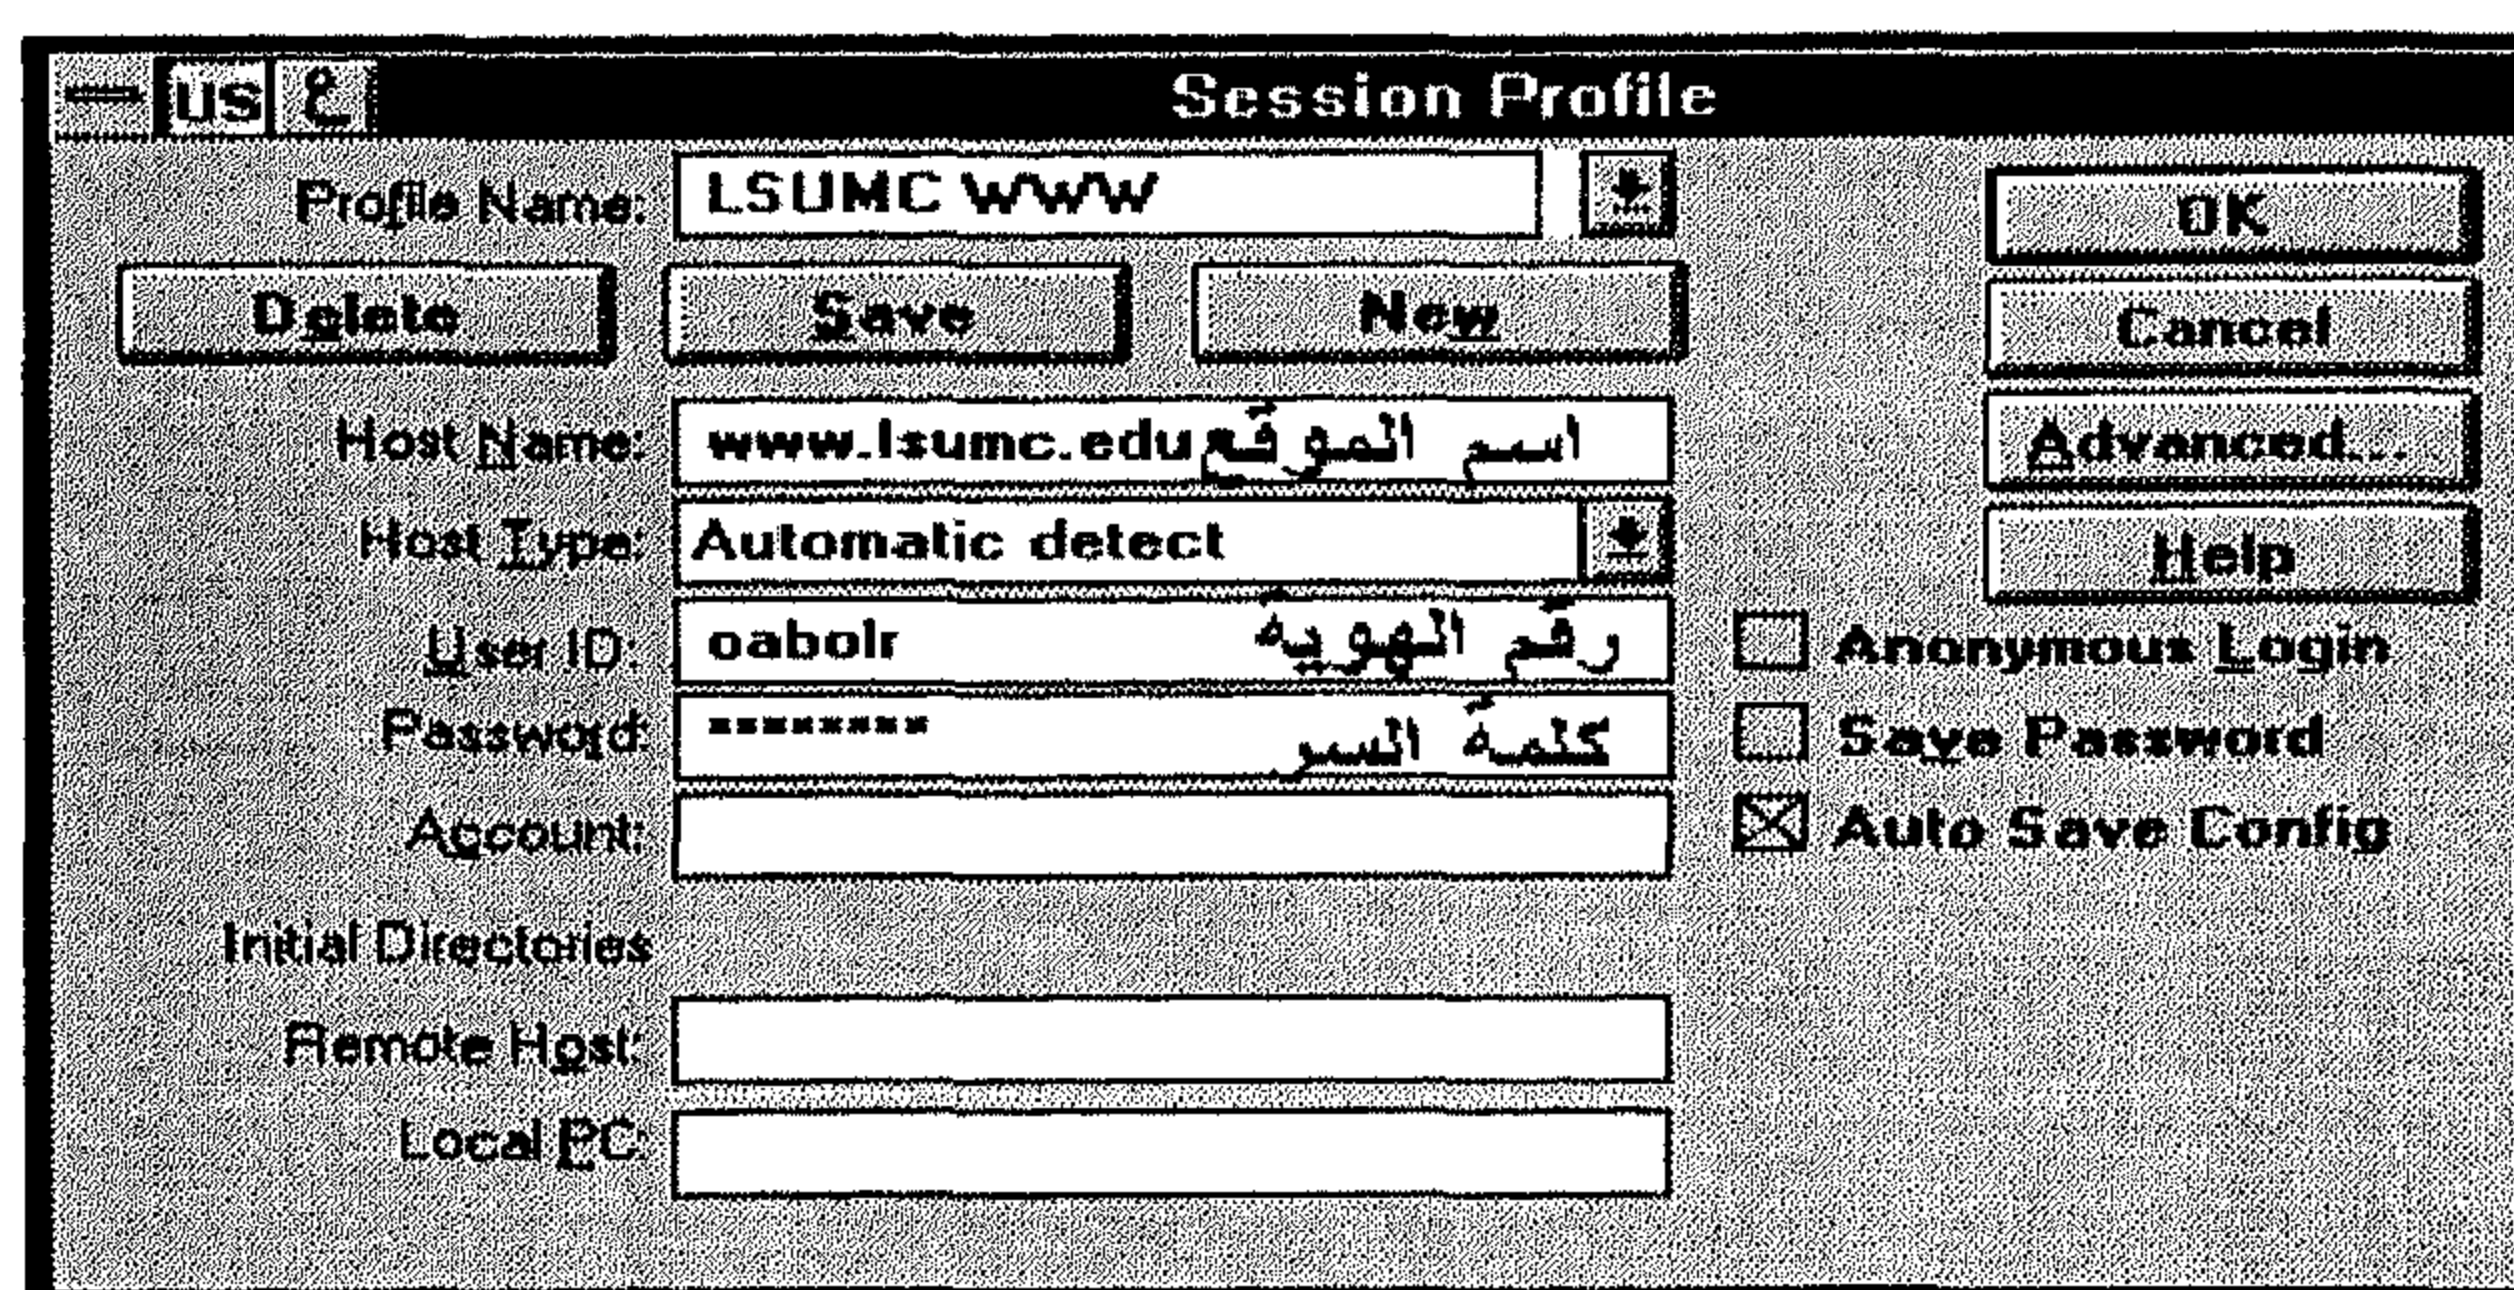 US ع Session Profile
Profile Name: LSUMC WWW
OK
Delete Save New
Cancel
Host Name: www.lsumc.edu اسم الموقع
Advanced...
Host Type: Automatic detect
Help
User ID: oabolr رقم الهوية
Anonymous Login
Password: ******** كلمة السر
Save Password
Account:
Auto Save Config
Initial Directories
Remote Host:
Local PC: